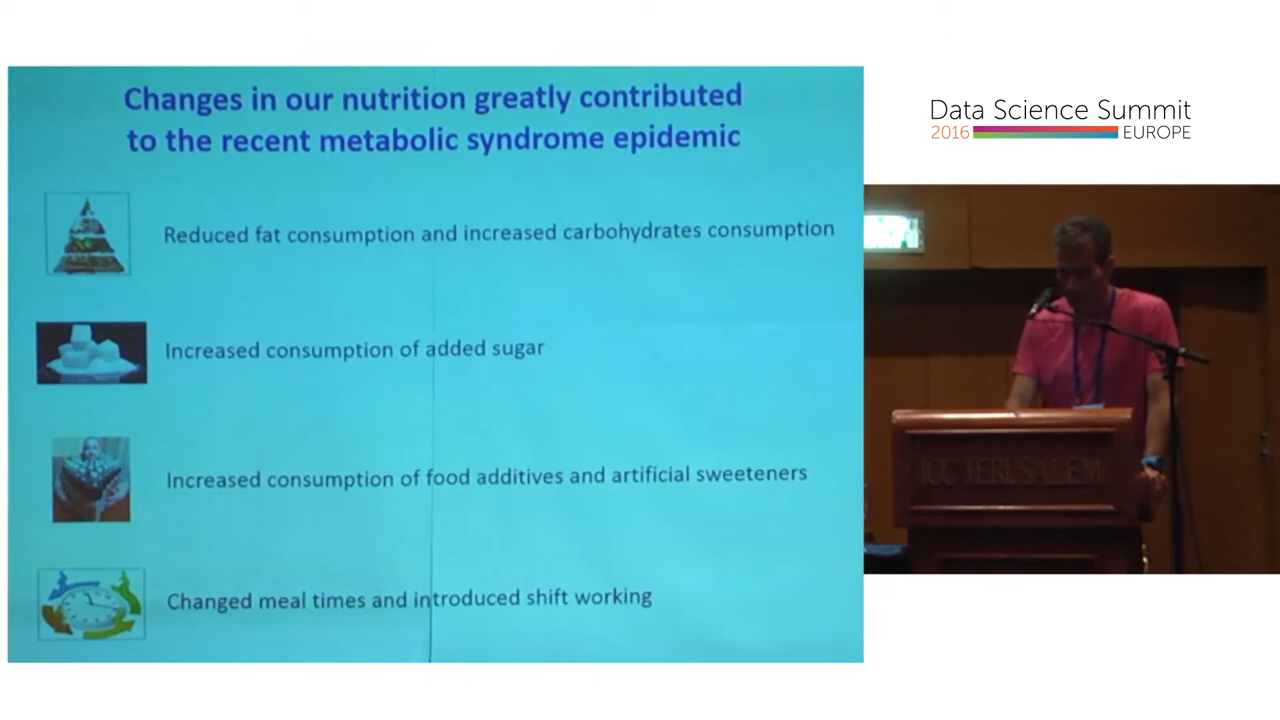 Changes in our nutrition greatly contributed
to the recent metabolic syndrome epidemic
Reduced fat consumption and increased carbohydrates consumption
Increased consumption of added sugar
Increased consumption of food additives and artificial sweeteners
Changed meal times and introduced shift working
Data Science Summit
2016 EUROPE
ICC JERUSALEM